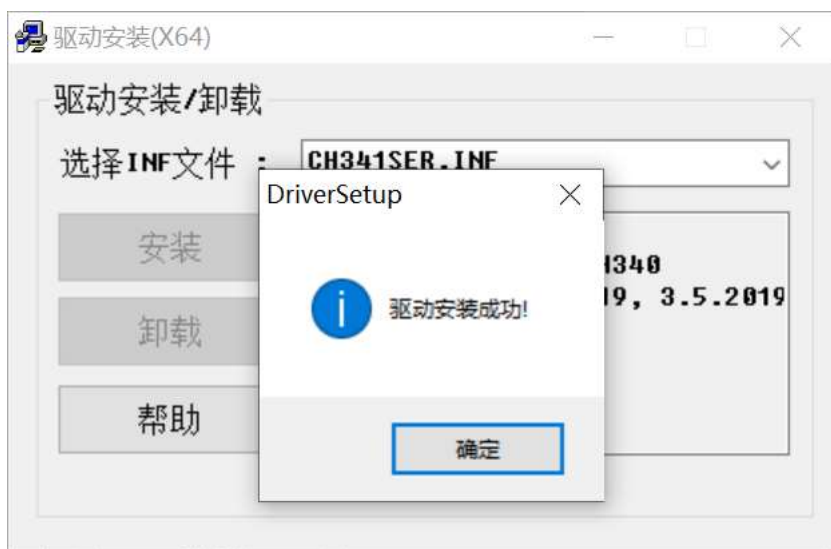 驱动安装(X64)
驱动安装/卸载
选择INF文件 :
CH341SER.INF
DriverSetup
安装
驱动安装成功!
卸载
帮助
确定
3.5.2019